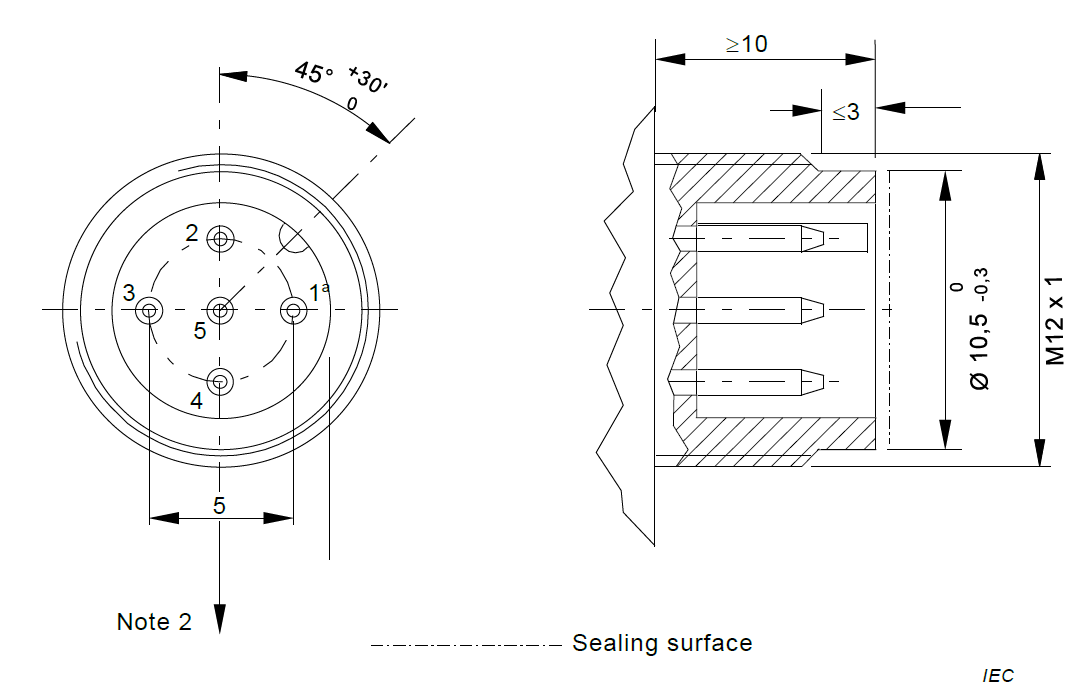 45° +30'
0
≥10
≤3
2
3
1ª
5
4
5
Ø 10,5 0 -0,3
M12 x 1
Note 2
Sealing surface
IEC